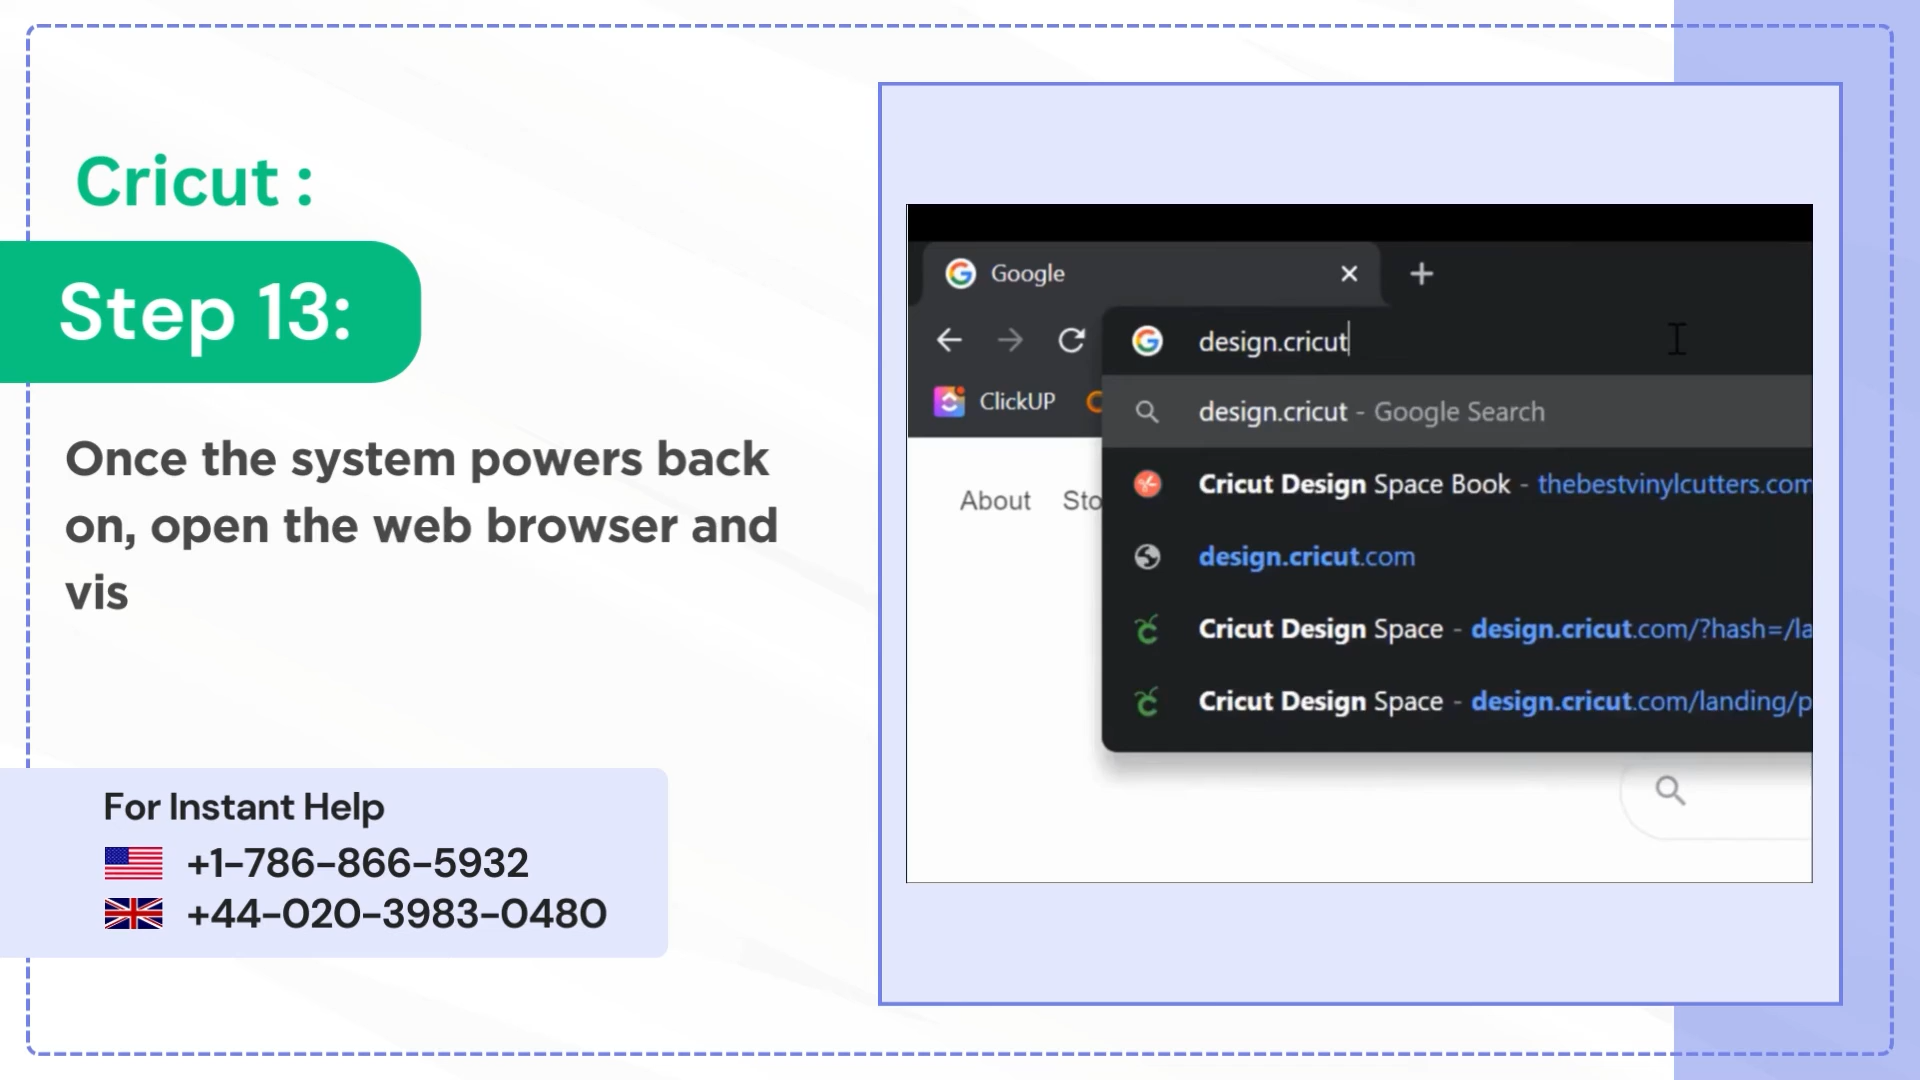 Cricut :
Step 13:
Once the system powers back
on, open the web browser and
vis
For Instant Help
+1-786-866-5932
+44-020-3983-0480
Google
design.cricut
ClickUP
design.cricut - Google Search
Cricut Design Space Book - thebestvinylcutters.com
About Sto
design.cricut.com
Cricut Design Space - design.cricut.com/?hash=/la
Cricut Design Space - design.cricut.com/landing/p